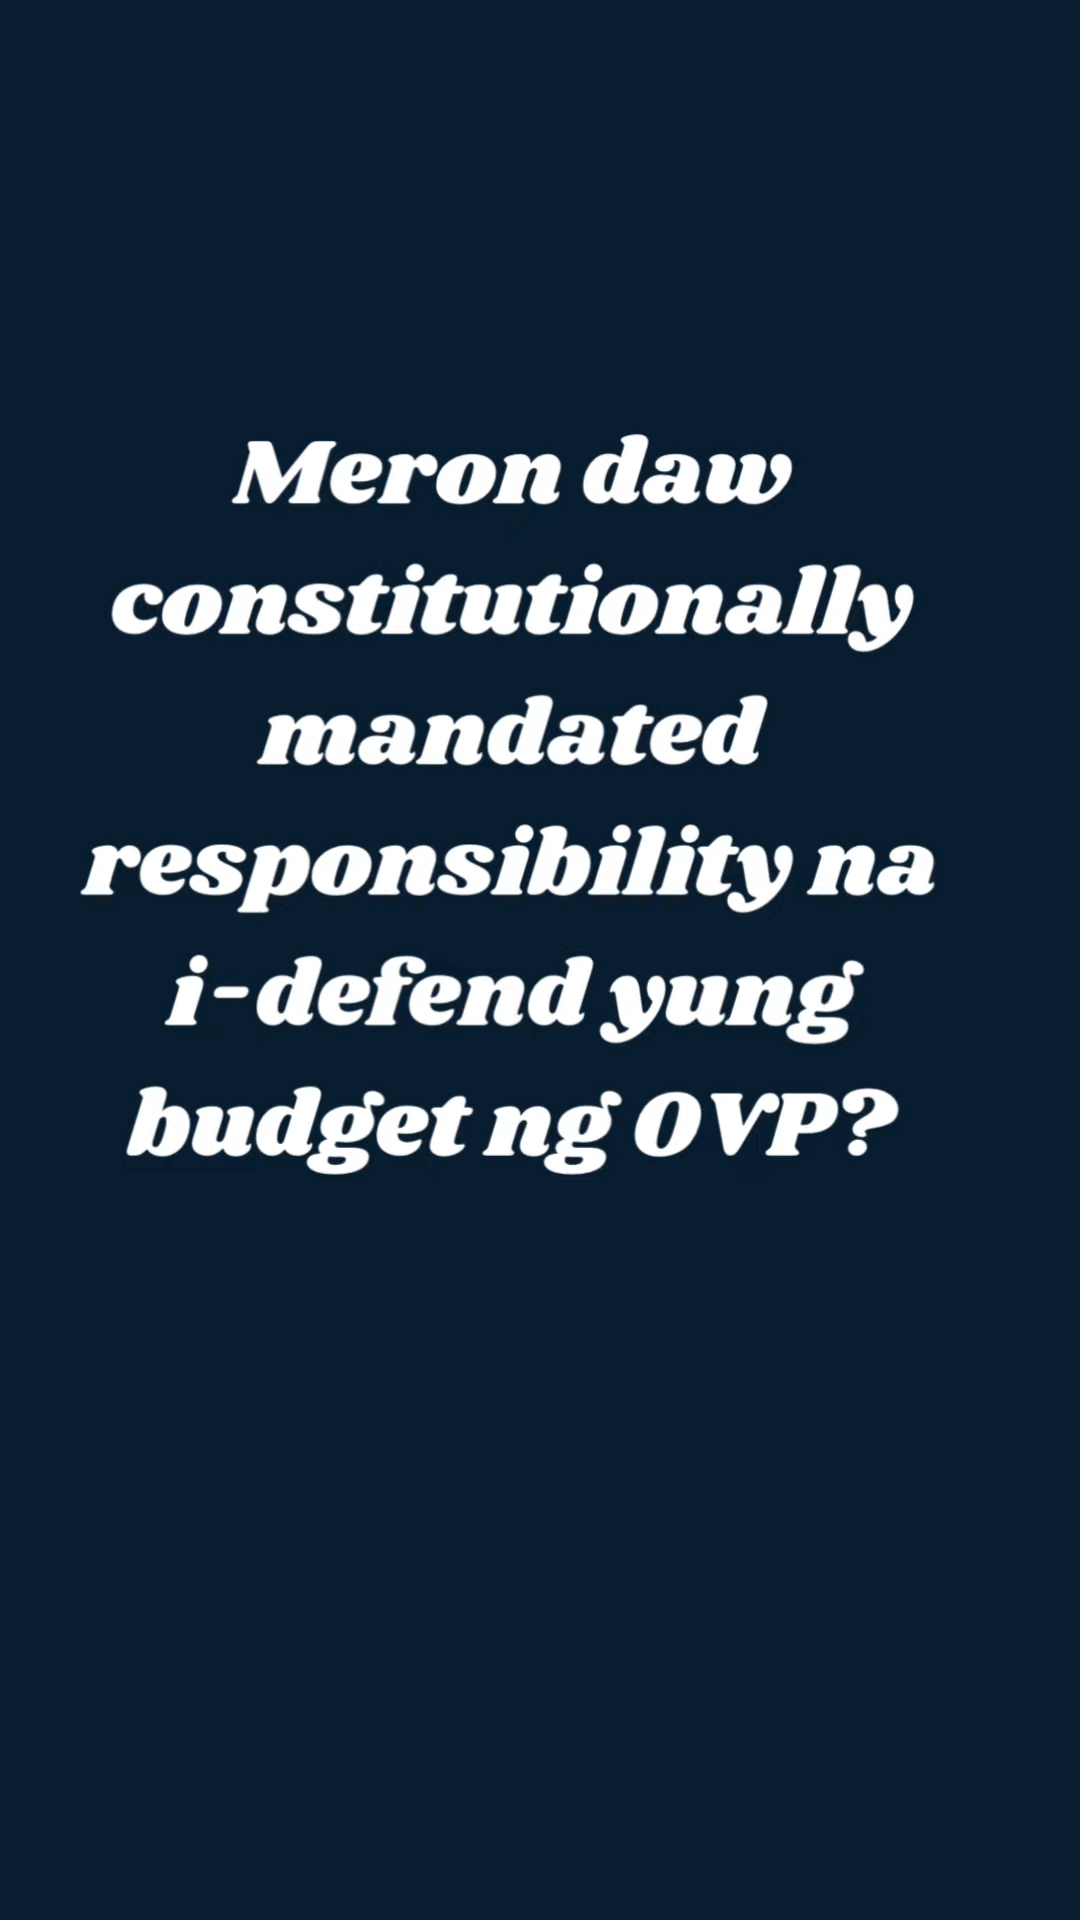 Meron daw
constitutionally
mandated
responsibility na
i-defend yung
budget ng OVP?